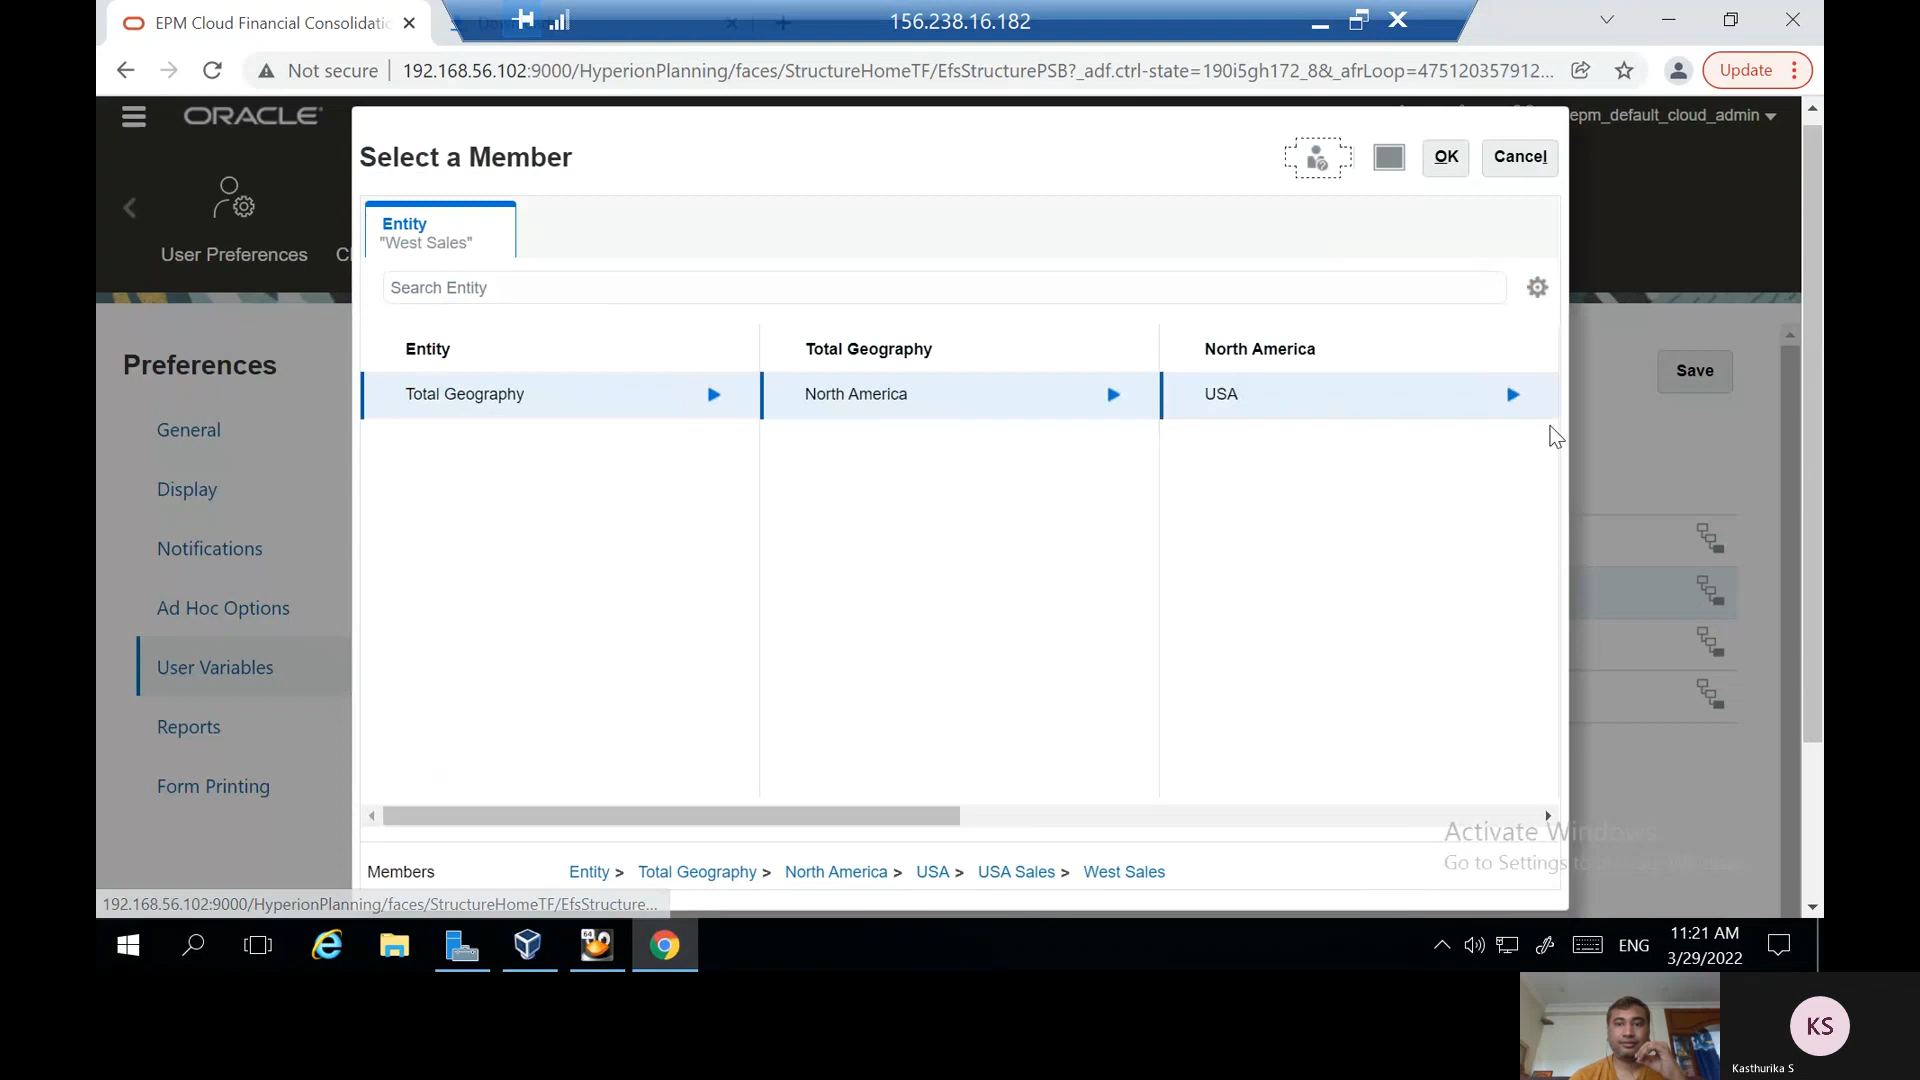 EPM Cloud Financial Consolidatio
156.238.16.182
Not secure
192.168.56.102:9000/HyperionPlanning/faces/StructureHomeTF/EfsStructurePSB?_adf.ctrl-state=190i5gh172_8&_afrLoop=475120357912...
Update
ORACLE
epm_default_cloud_admin
Select a Member
OK
Cancel
Entity
"West Sales"
User Preferences
Search Entity
Entity
Total Geography
North America
Preferences
Save
Total Geography
North America
USA
General
Display
Notifications
Ad Hoc Options
User Variables
Reports
Form Printing
Activate Windows
Go to Settings to
Members
Entity >
Total Geography >
North America >
USA >
USA Sales >
West Sales
192.168.56.102:9000/HyperionPlanning/faces/StructureHomeTF/EfsStructure...
64
ENG
11:21 AM
3/29/2022
KS
Kasthurika S